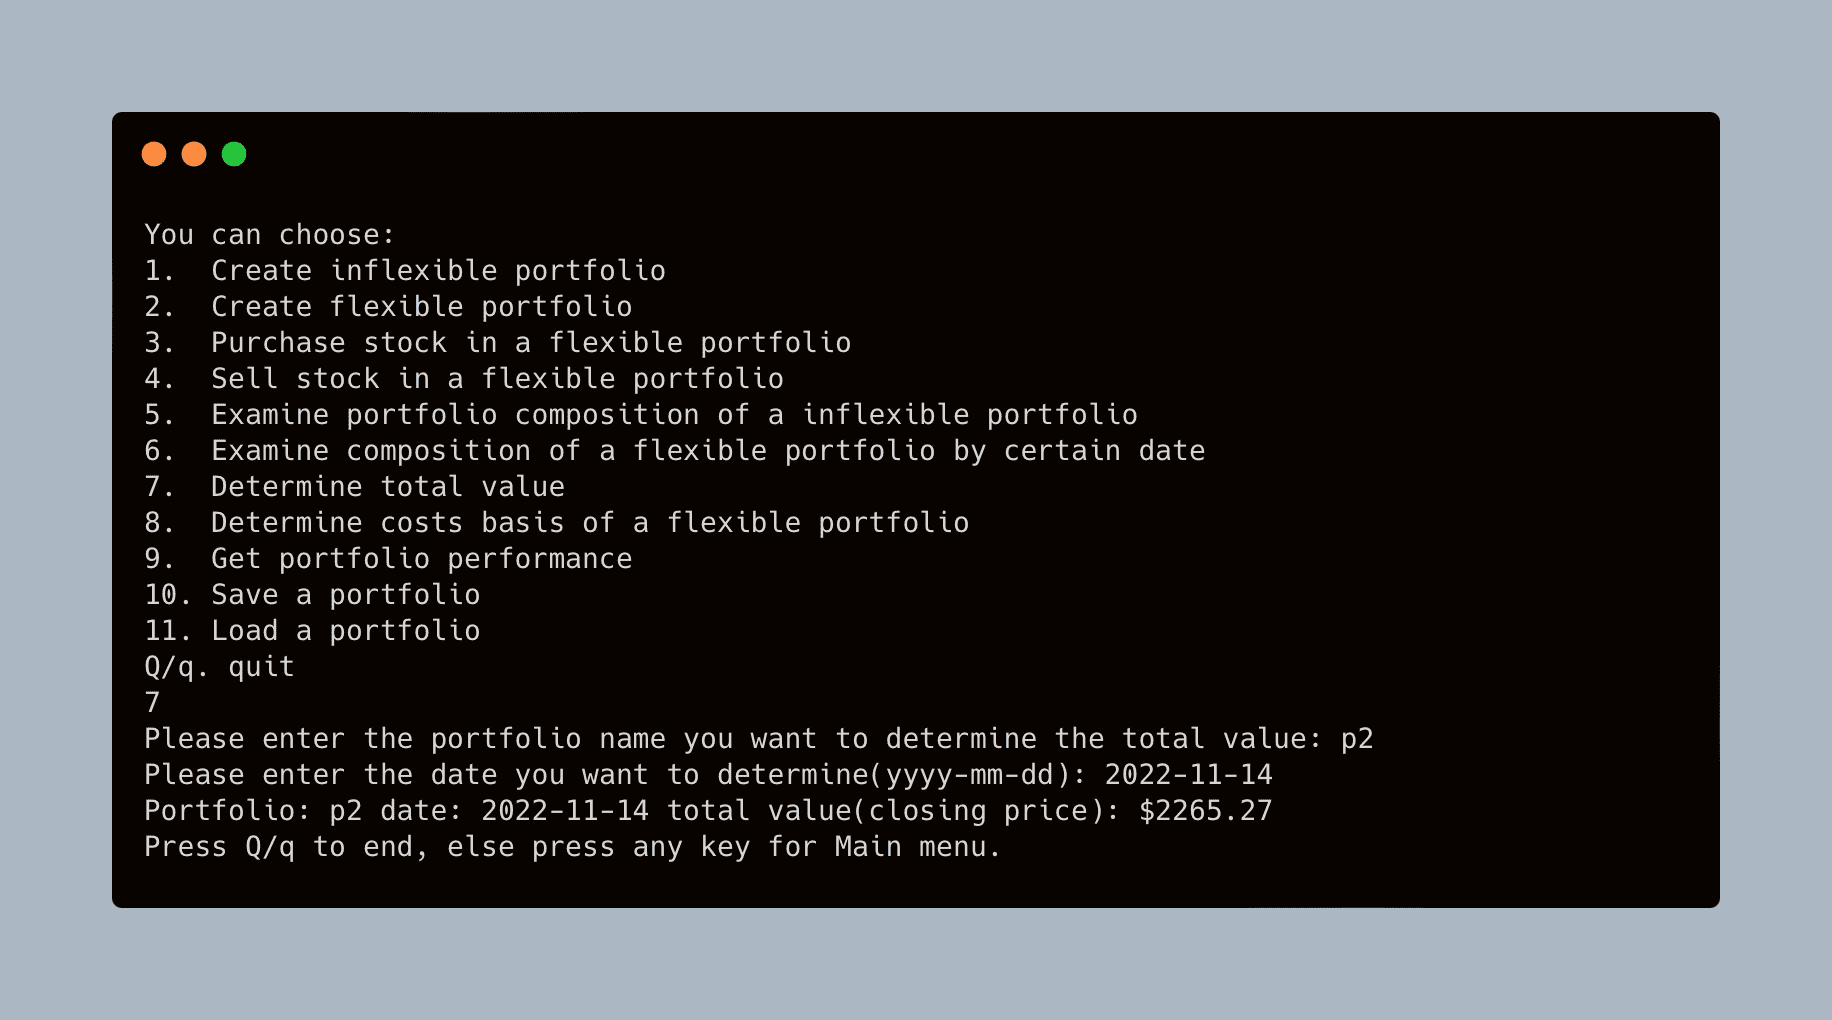 You can choose:
1.  Create inflexible portfolio
2.  Create flexible portfolio
3.  Purchase stock in a flexible portfolio
4.  Sell stock in a flexible portfolio
5.  Examine portfolio composition of a inflexible portfolio
6.  Examine composition of a flexible portfolio by certain date
7.  Determine total value
8.  Determine costs basis of a flexible portfolio
9.  Get portfolio performance
10. Save a portfolio
11. Load a portfolio
Q/q. quit
7
Please enter the portfolio name you want to determine the total value: p2
Please enter the date you want to determine(yyyy-mm-dd): 2022-11-14
Portfolio: p2 date: 2022-11-14 total value(closing price): $2265.27
Press Q/q to end, else press any key for Main menu.